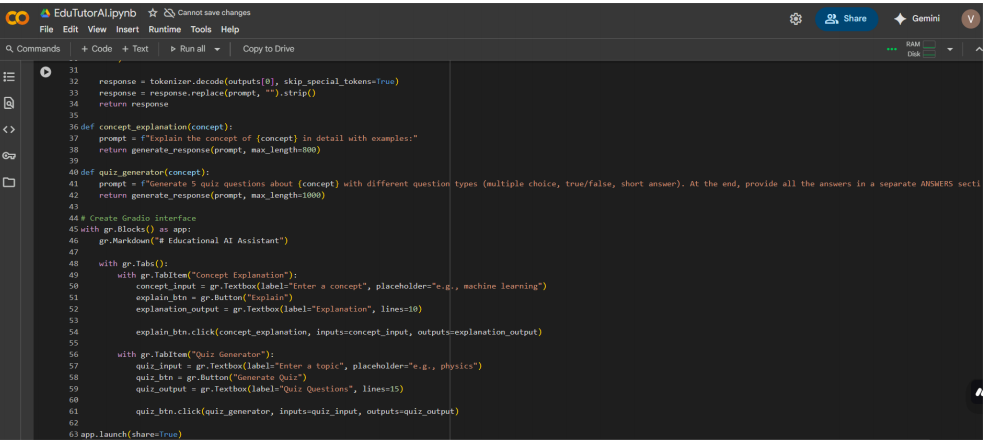 EduTutorAI.ipynb Cannot save changes
File Edit View Insert Runtime Tools Help
Share Gemini V
Commands + Code + Text Run all Copy to Drive RAM
Disk
31
32 response = tokenizer.decode(outputs[0], skip_special_tokens=True)
33 response = response.replace(prompt, "").strip()
34 return response
35
36 def concept_explanation(concept):
37 prompt = f"Explain the concept of {concept} in detail with examples:"
38 return generate_response(prompt, max_length=800)
39
40 def quiz_generator(concept):
41 prompt = f"Generate 5 quiz questions about {concept} with different question types (multiple choice, true/false, short answer). At the end, provide all the answers in a separate ANSWERS secti
42 return generate_response(prompt, max_length=1000)
43
44 # Create Gradio interface
45 with gr.Blocks() as app:
46 gr.Markdown("# Educational AI Assistant")
47
48 with gr.Tabs():
49 with gr.TabItem("Concept Explanation"):
50 concept_input = gr.Textbox(label="Enter a concept", placeholder="e.g., machine learning")
51 explain_btn = gr.Button("Explain")
52 explanation_output = gr.Textbox(label="Explanation", lines=10)
53
54 explain_btn.click(concept_explanation, inputs=concept_input, outputs=explanation_output)
55
56 with gr.TabItem("Quiz Generator"):
57 quiz_input = gr.Textbox(label="Enter a topic", placeholder="e.g., physics")
58 quiz_btn = gr.Button("Generate Quiz")
59 quiz_output = gr.Textbox(label="Quiz Questions", lines=15)
60
61 quiz_btn.click(quiz_generator, inputs=quiz_input, outputs=quiz_output)
62
63 app.launch(share=True)